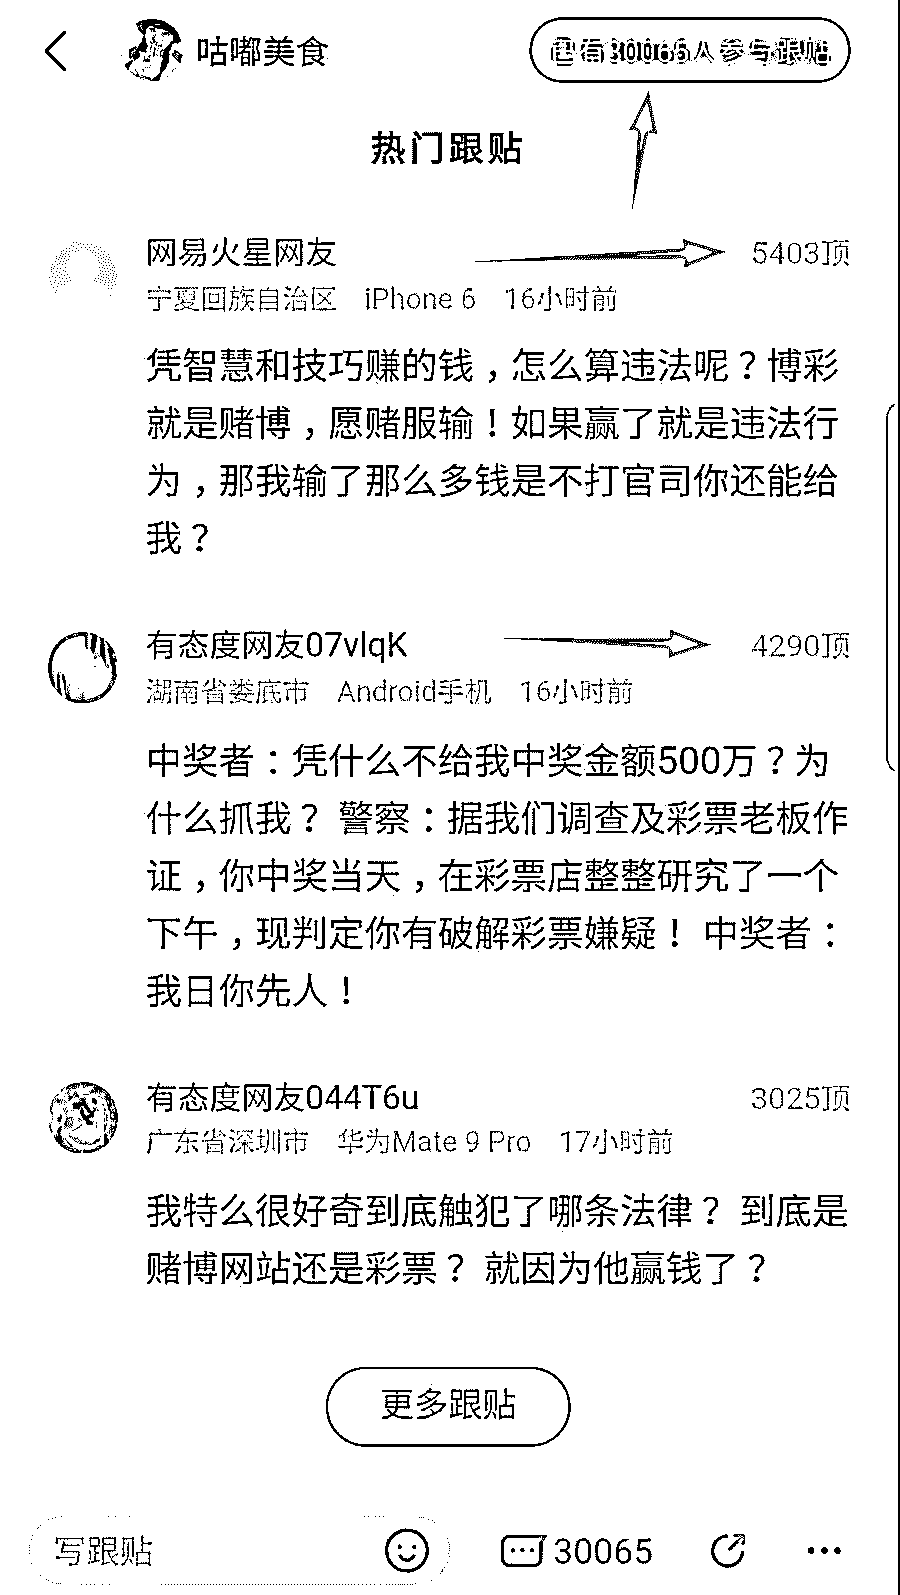 咕嘟美食
已有30065人参与跟贴
热门跟贴
网易火星网友 5403顶
宁夏回族自治区 iPhone 6 16小时前
凭智慧和技巧赚的钱，怎么算违法呢？博彩
就是赌博，愿赌服输！如果赢了就是违法行
为，那我输了那么多钱是不打官司你还能给
我？
有态度网友07vlqK 4290顶
湖南省娄底市 Android手机 16小时前
中奖者：凭什么不给我中奖金额500万？为
什么抓我？ 警察：据我们调查及彩票老板作
证，你中奖当天，在彩票店整整研究了一个
下午，现判定你有破解彩票嫌疑！ 中奖者：
我日你先人！
有态度网友044T6u 3025顶
广东省深圳市 华为Mate 9 Pro 17小时前
我特么很好奇到底触犯了哪条法律？ 到底是
赌博网站还是彩票？ 就因为他赢钱了？
更多跟贴
写跟贴 30065